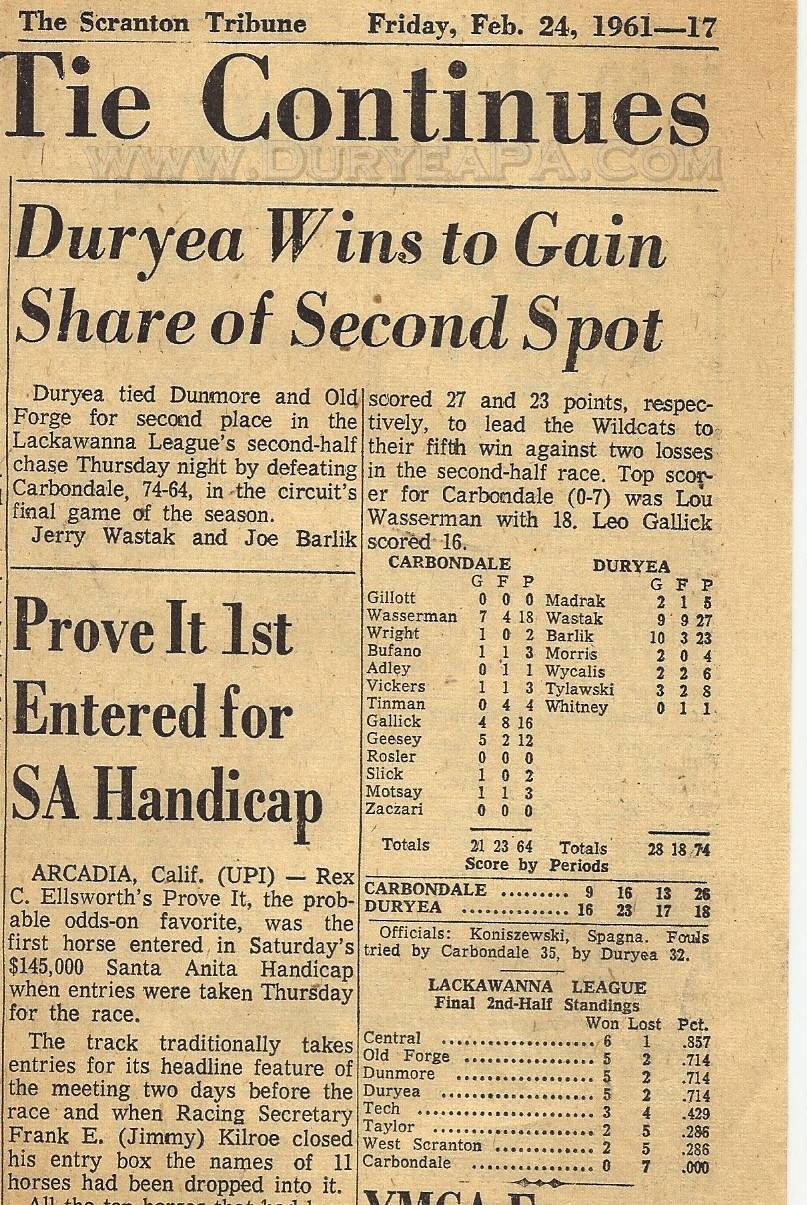 The Scranton Tribune Friday, Feb. 24, 1961—17
Tie Continues
WWW.DURYEAPA.COM
Duryea Wins to Gain
Share of Second Spot
Duryea tied Dunmore and Old
Forge for second place in the
Lackawanna League's second-half
chase Thursday night by defeating
Carbondale, 74-64, in the circuit's
final game of the season.
Jerry Wastak and Joe Barlik
scored 27 and 23 points, respec-
tively, to lead the Wildcats to
their fifth win against two losses
in the second-half race. Top scor-
er for Carbondale (0-7) was Lou
Wasserman with 18. Leo Gallick
scored 16.
CARBONDALE DURYEA
G F P G F P
Gillott 0 0 0 Madrak 2 1 5
Wasserman 7 4 18 Wastak 9 9 27
Wright 1 0 2 Barlik 10 3 23
Bufano 1 1 3 Morris 2 0 4
Adley 0 1 1 Wycalis 2 2 6
Vickers 1 1 3 Tylawski 3 2 8
Tinman 0 4 4 Whitney 0 1 1
Gallick 4 8 16
Geesey 5 2 12
Rosler 0 0 0
Slick 1 0 2
Motsay 1 1 3
Zaczari 0 0 0
Totals 21 23 64 Totals 28 18 74
Score by Periods
CARBONDALE ......... 9 16 13 26
DURYEA .............. 16 23 17 18
Officials: Koniszewski, Spagna. Fouls
tried by Carbondale 35, by Duryea 32.
LACKAWANNA LEAGUE
Final 2nd-Half Standings
Won Lost Pct.
Central .................... 6 1 .857
Old Forge ................. 5 2 .714
Dunmore .................. 5 2 .714
Duryea .................... 5 2 .714
Tech ....................... 3 4 .429
Taylor ..................... 2 5 .286
West Scranton ............. 2 5 .286
Carbondale ................ 0 7 .000
Prove It 1st
Entered for
SA Handicap
ARCADIA, Calif. (UPI) — Rex
C. Ellsworth's Prove It, the prob-
able odds-on favorite, was the
first horse entered in Saturday's
$145,000 Santa Anita Handicap
when entries were taken Thursday
for the race.
The track traditionally takes
entries for its headline feature of
the meeting two days before the
race and when Racing Secretary
Frank E. (Jimmy) Kilroe closed
his entry box the names of 11
horses had been dropped into it.